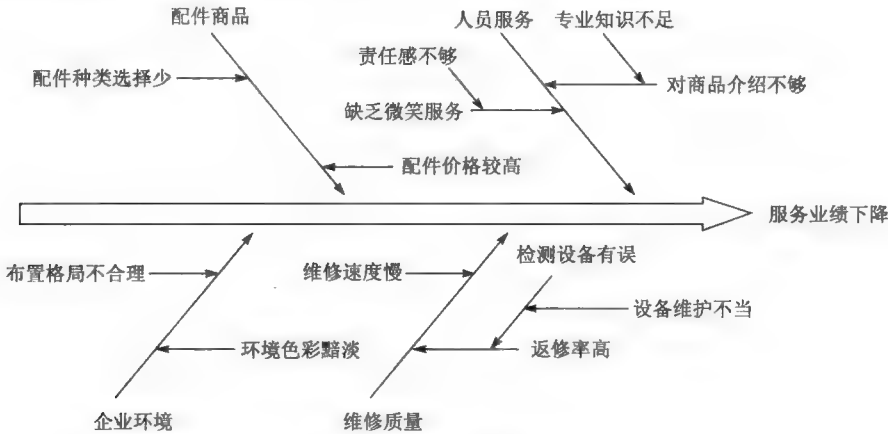 配件商品
人员服务
专业知识不足
责任感不够
配件种类选择少
对商品介绍不够
缺乏微笑服务
配件价格较高
服务业绩下降
检测设备有误
布置格局不合理
维修速度慢
设备维护不当
环境色彩黯淡
返修率高
企业环境
维修质量